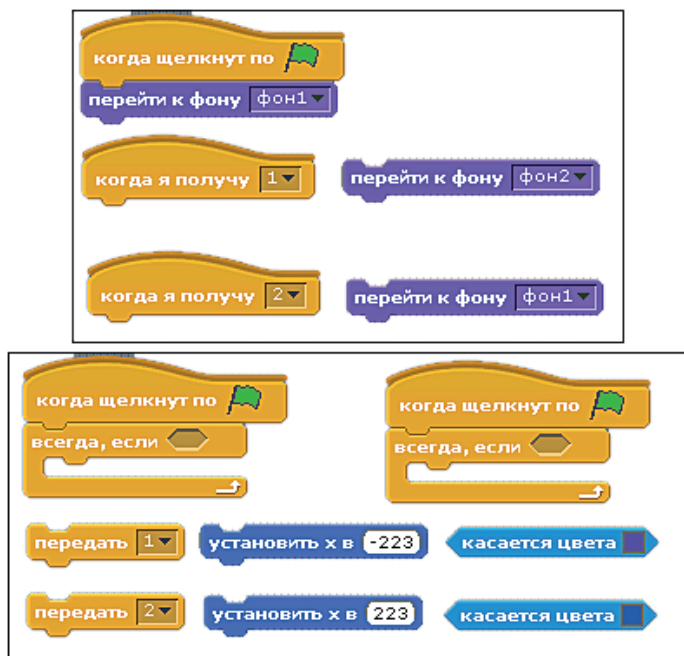 когда щелкнут по
перейти к фону фон1
когда я получу 1 перейти к фону фон2
когда я получу 2 перейти к фону фон1
когда щелкнут по когда щелкнут по
всегда, если всегда, если
передать 1 установить x в -223 касается цвета
передать 2 установить x в 223 касается цвета